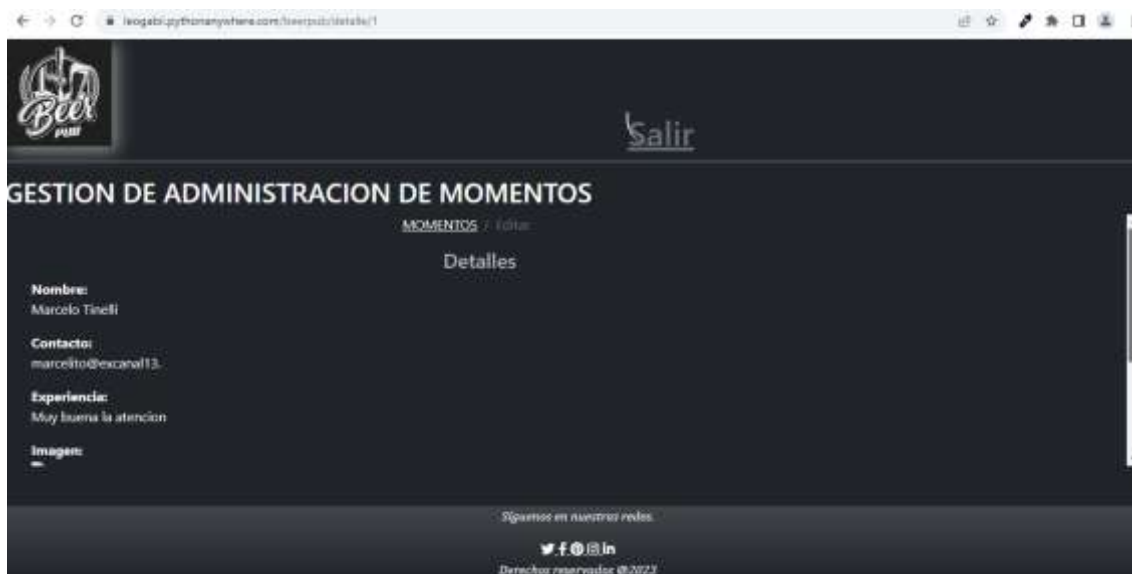 leogabi.pythonanywhere.com/beerpub/detalle/1
Beer
PUB
Salir
GESTION DE ADMINISTRACION DE MOMENTOS
MOMENTOS / Editar
Detalles
Nombre:
Marcelo Tinelli
Contacto:
marcelito@excanal13.
Experiencia:
Muy buena la atencion
Imagen:
Síguenos en nuestras redes.
Derechos reservados @2023